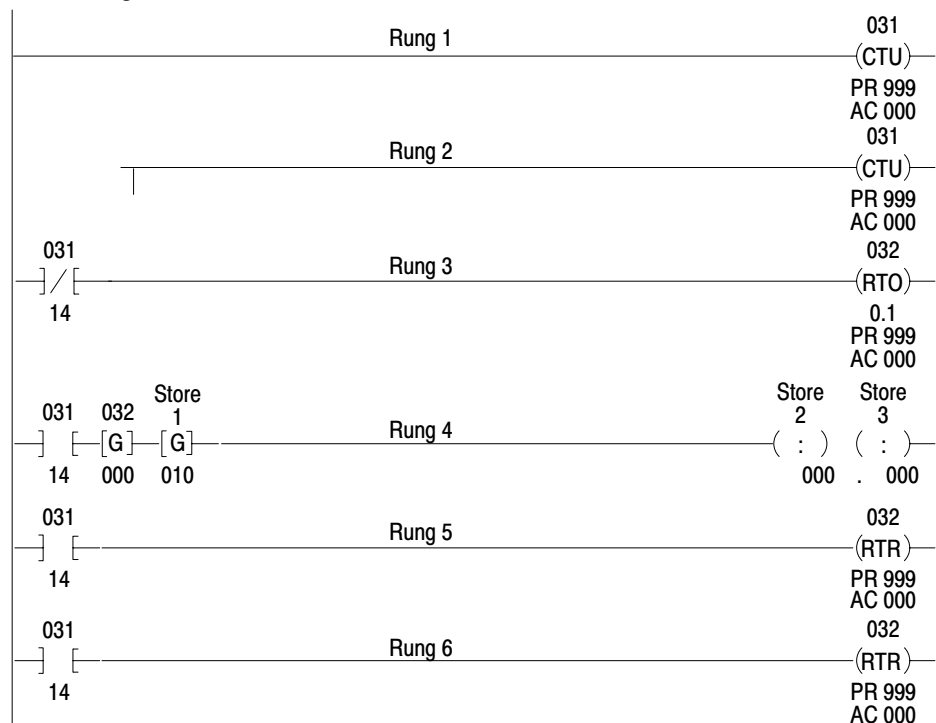 Rung 1
031
(CTU)
PR 999
AC 000
Rung 2
031
(CTU)
PR 999
AC 000
031
14
Rung 3
032
(RTO)
0.1
PR 999
AC 000
031 032 Store 1
[G] [G]
14 000 010
Rung 4
Store 2 Store 3
( : ) ( : )
000 . 000
031
14
Rung 5
032
(RTR)
PR 999
AC 000
031
14
Rung 6
032
(RTR)
PR 999
AC 000